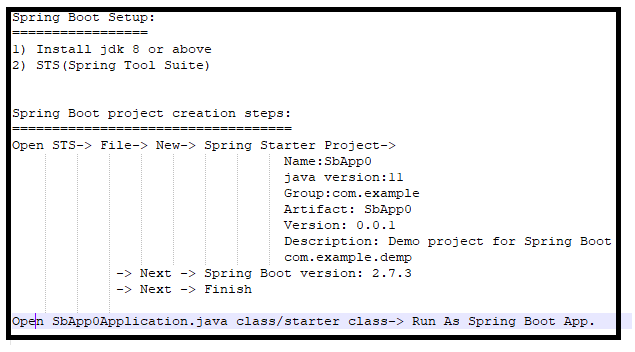 Spring Boot Setup:
=================
1) Install jdk 8 or above
2) STS(Spring Tool Suite)
Spring Boot project creation steps:
===================================
Open STS-> File-> New-> Spring Starter Project->
Name:SbApp0
java version:11
Group:com.example
Artifact: SbApp0
Version: 0.0.1
Description: Demo project for Spring Boot
com.example.demp
-> Next -> Spring Boot version: 2.7.3
-> Next -> Finish
Open SbApp0Application.java class/starter class-> Run As Spring Boot App.